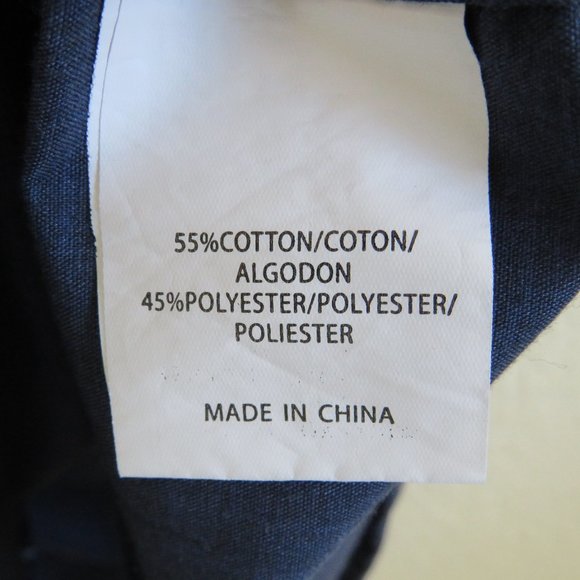 55%COTTON/COTON/
ALGODON
45%POLYESTER/POLYESTER/
POLIESTER
MADE IN CHINA